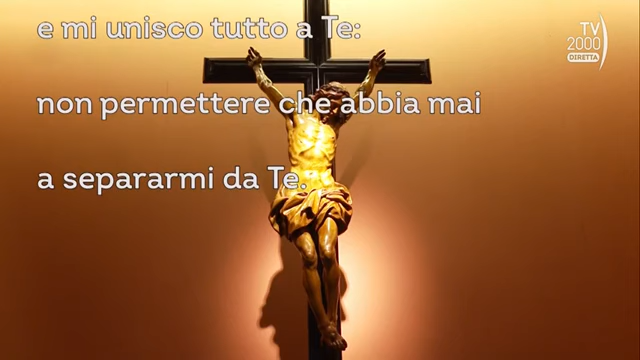 e mi unisco tutto a Te:
non permettere che abbia mai
a separarmi da Te.
TV
2000
DIRETTA